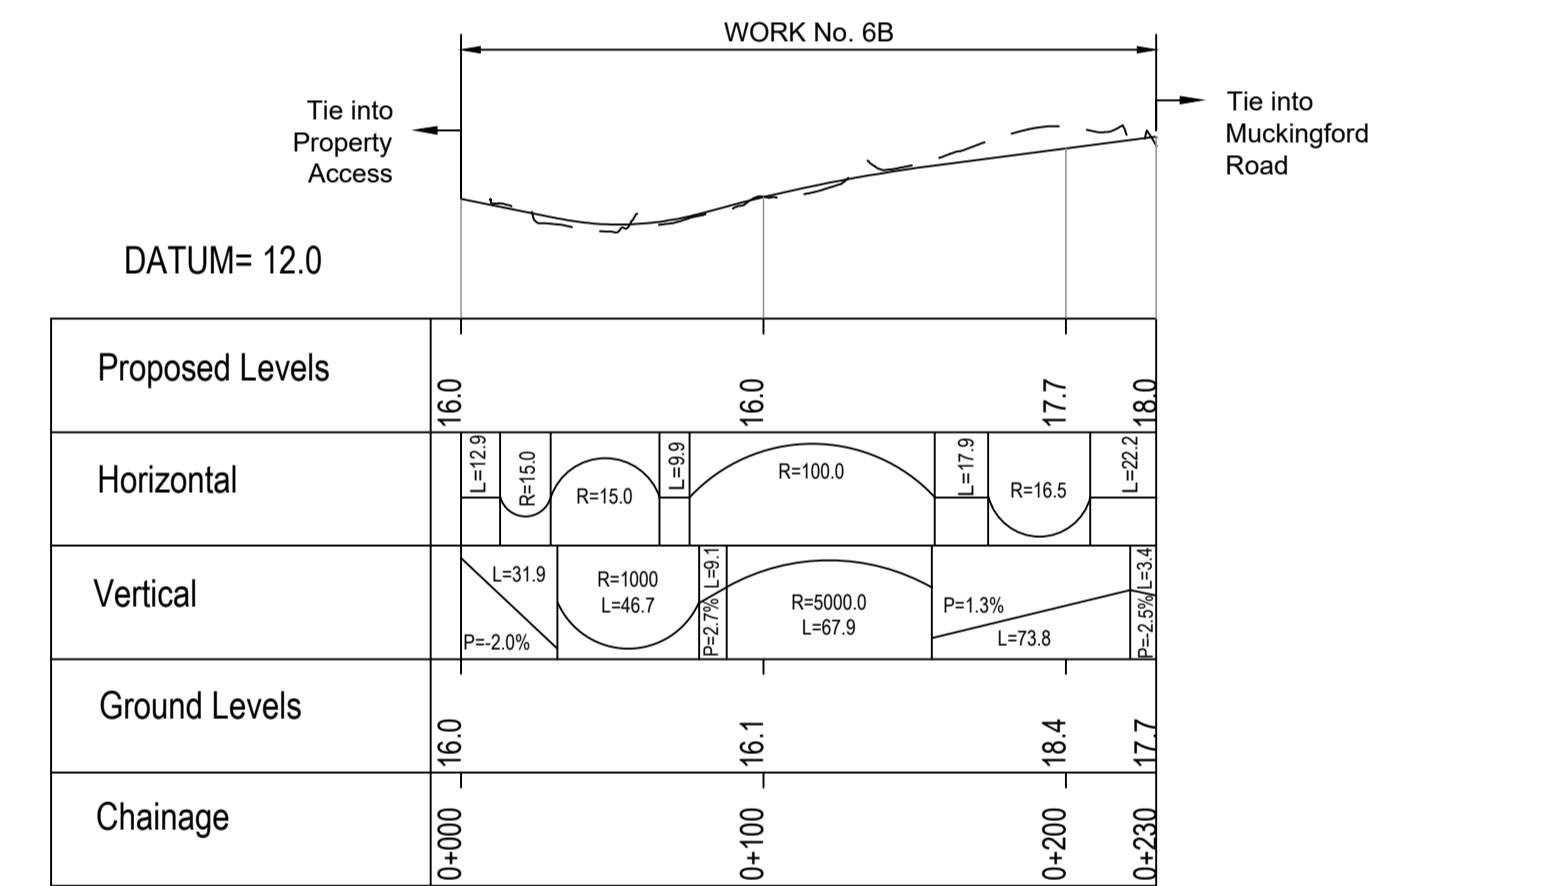 WORK No. 6B
Tie into
Property
Access
Tie into
Muckingford
Road
DATUM= 12.0
Proposed Levels
16.0
16.0
17.7
18.0
Horizontal
L=12.9
R=15.0
R=15.0
L=9.9
R=100.0
L=17.9
R=16.5
L=22.2
Vertical
L=31.9
P=-2.0%
R=1000
L=46.7
P=2.7% L=9.1
R=5000.0
L=67.9
P=1.3%
L=73.8
P=-2.5%/L=3.4
Ground Levels
16.0
16.1
18.4
17.7
Chainage
0+000
0+100
0+200
0+230